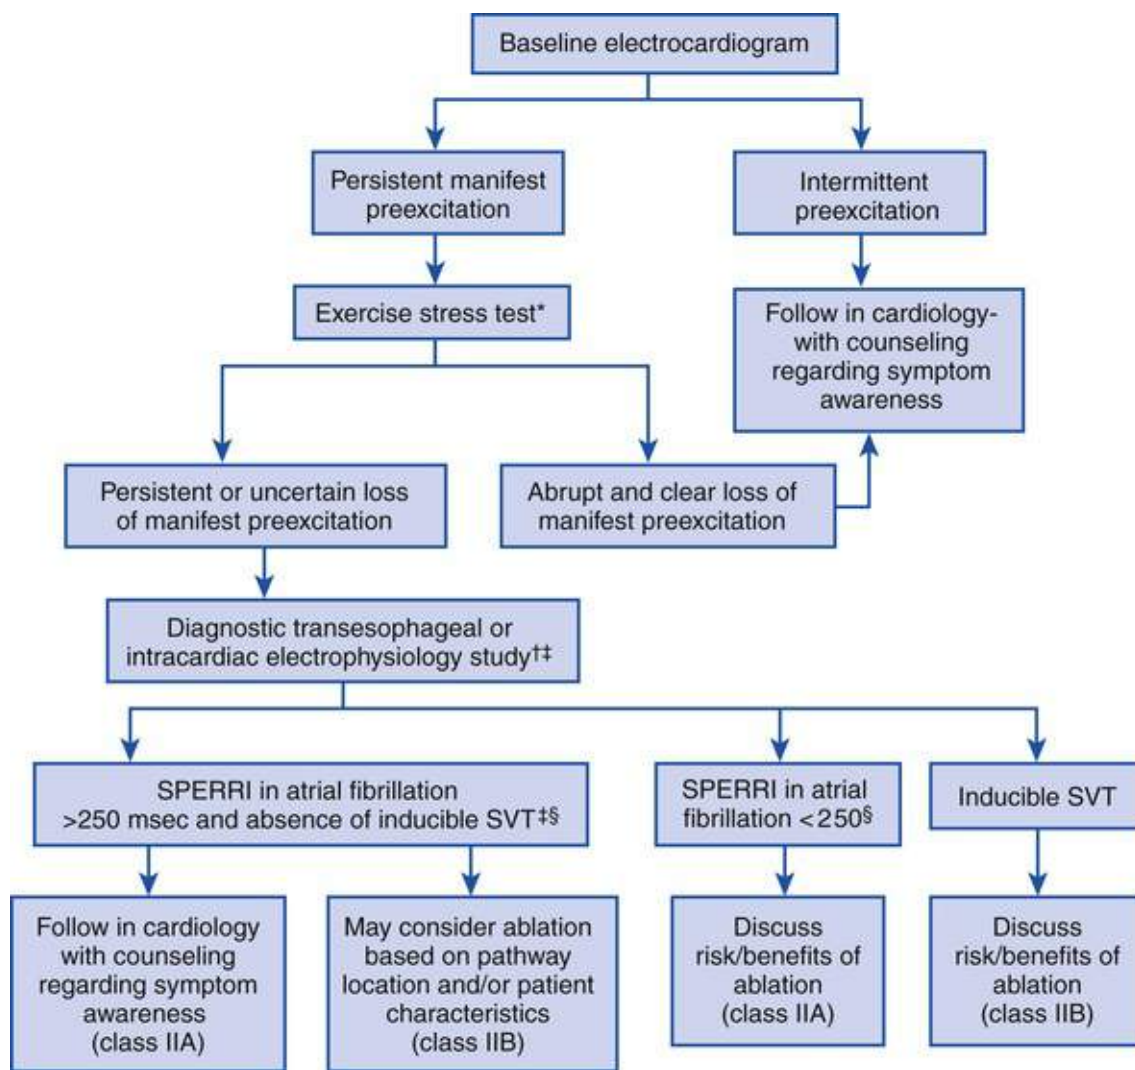 Baseline electrocardiogram
Persistent manifest
preexcitation
Intermittent
preexcitation
Exercise stress test*
Follow in cardiology-
with counseling
regarding symptom
awareness
Persistent or uncertain loss
of manifest preexcitation
Abrupt and clear loss of
manifest preexcitation
Diagnostic transesophageal or
intracardiac electrophysiology study†‡
SPERRI in atrial fibrillation
>250 msec and absence of inducible SVT‡§
SPERRI in atrial
fibrillation <250§
Inducible SVT
Follow in cardiology
with counseling
regarding symptom
awareness
(class IIA)
May consider ablation
based on pathway
location and/or patient
characteristics
(class IIB)
Discuss
risk/benefits of
ablation
(class IIA)
Discuss
risk/benefits of
ablation
(class IIB)